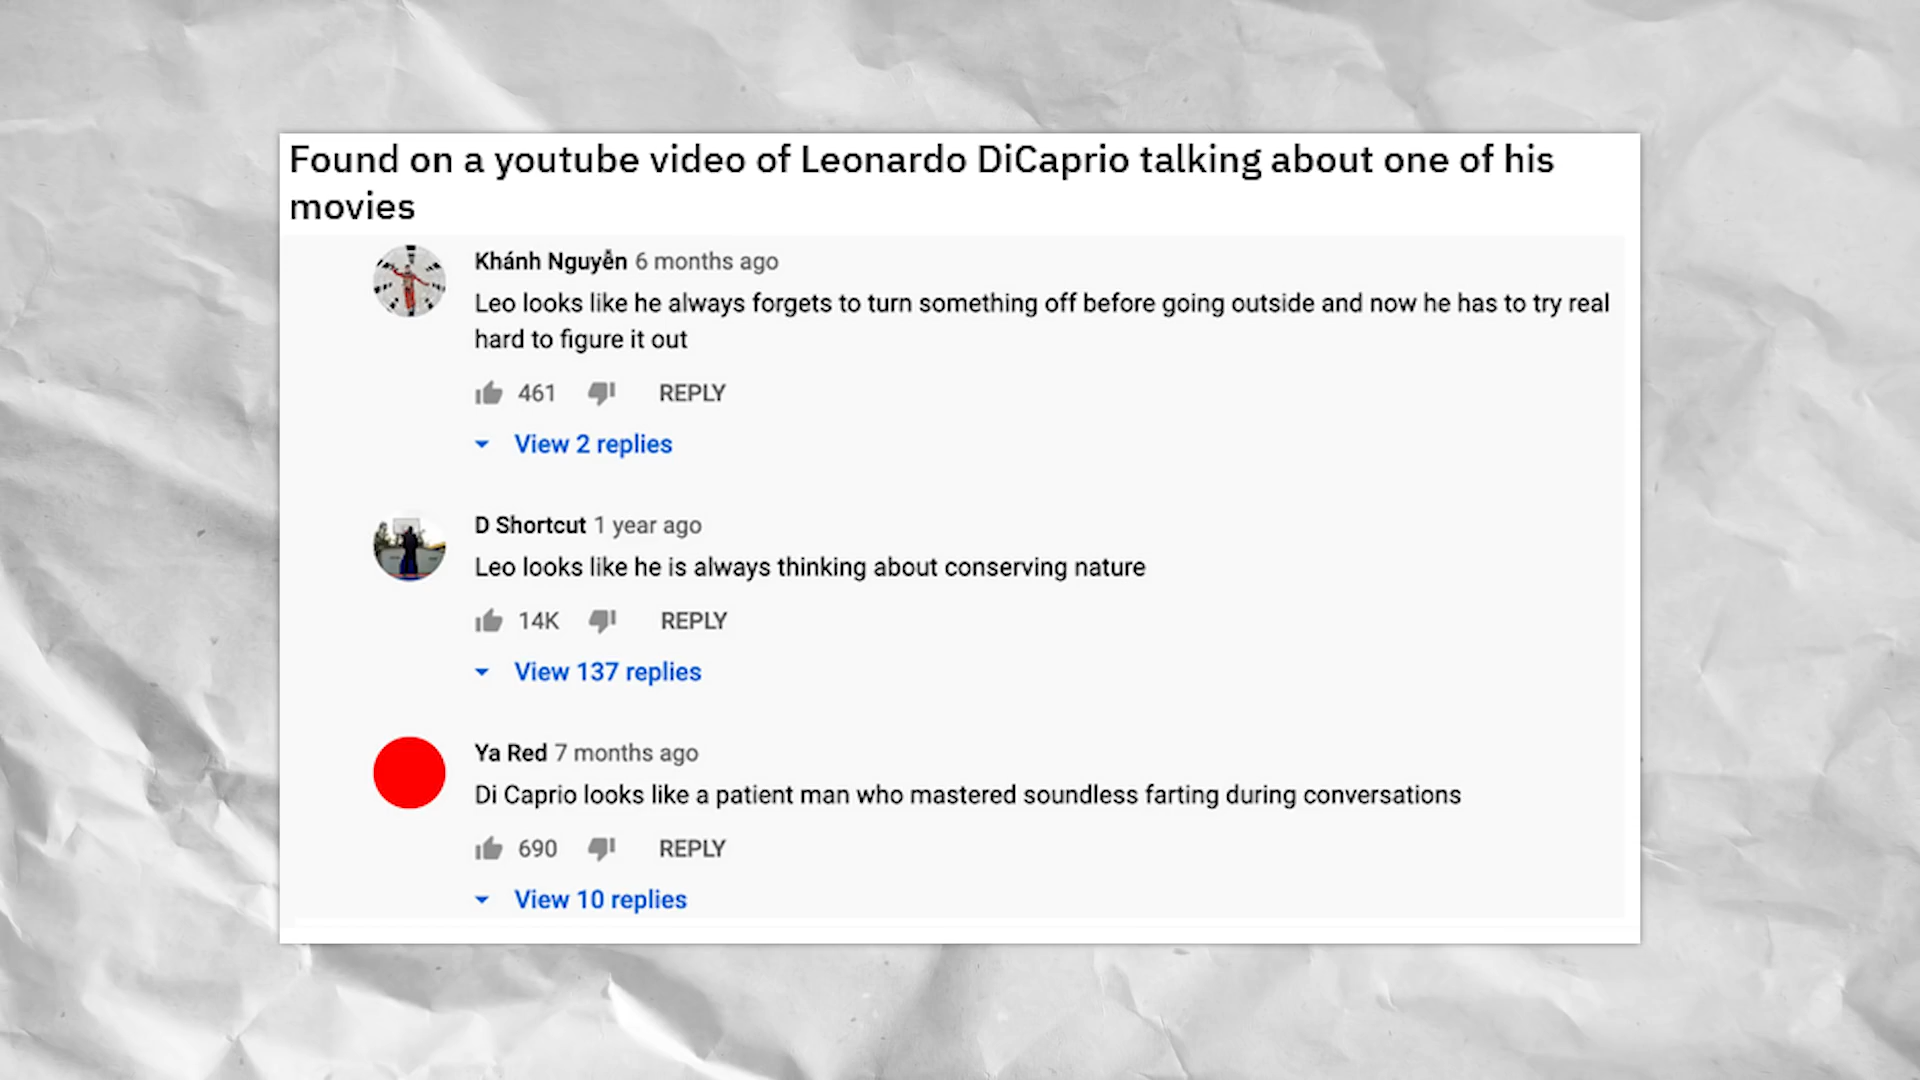 Found on a youtube video of Leonardo DiCaprio talking about one of his
movies
Khánh Nguyễn 6 months ago
Leo looks like he always forgets to turn something off before going outside and now he has to try real
hard to figure it out
461 REPLY
View 2 replies
D Shortcut 1 year ago
Leo looks like he is always thinking about conserving nature
14K REPLY
View 137 replies
Ya Red 7 months ago
Di Caprio looks like a patient man who mastered soundless farting during conversations
690 REPLY
View 10 replies